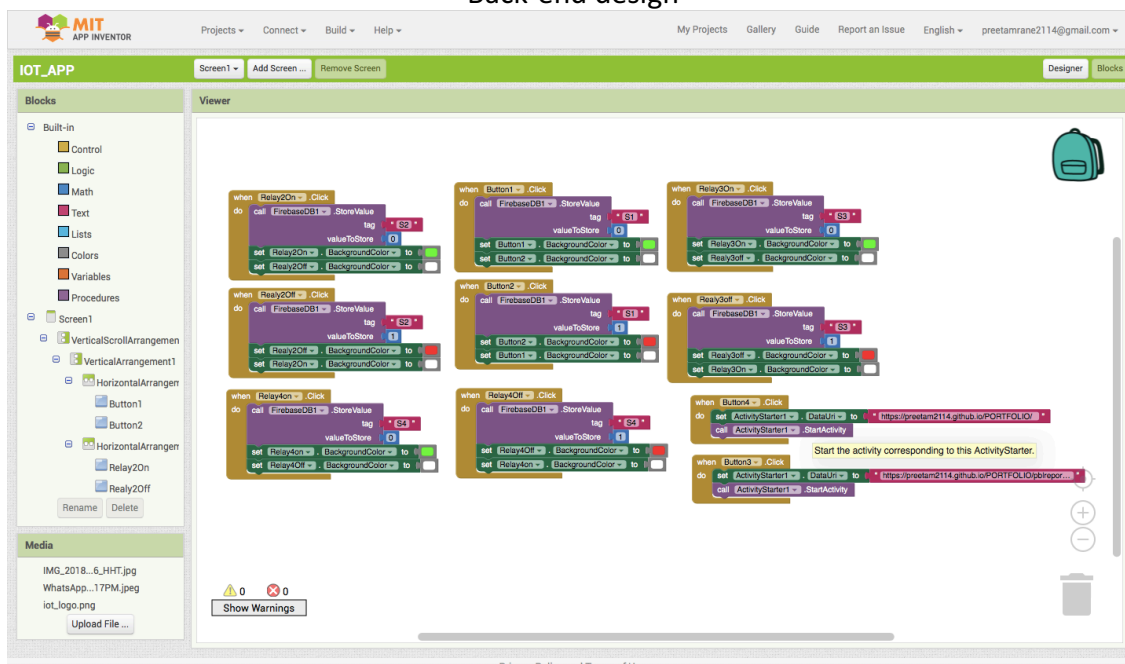 Back-end design
MIT
APP INVENTOR
Projects Connect Build Help
My Projects Gallery Guide Report an Issue English preetamrane2114@gmail.com
IOT_APP Screen1 Add Screen ... Remove Screen Designer Blocks
Blocks
Viewer
Built-in
Control
Logic
Math
Text
Lists
Colors
Variables
Procedures
Screen1
VerticalScrollArrangemen
VerticalArrangement1
HorizontalArrangem
Button1
Button2
HorizontalArrangem
Relay2On
Realy2Off
Rename Delete
Media
IMG_2018...6_HHT.jpg
WhatsApp...17PM.jpeg
iot_logo.png
Upload File ...
when Relay2On .Click
do call FirebaseDB1 .StoreValue
tag " S2 "
valueToStore 0
set Relay2On . BackgroundColor to
set Realy2Off . BackgroundColor to
when Button1 .Click
do call FirebaseDB1 .StoreValue
tag " S1 "
valueToStore 0
set Button1 . BackgroundColor to
set Button2 . BackgroundColor to
when Relay3On .Click
do call FirebaseDB1 .StoreValue
tag " S3 "
valueToStore 0
set Relay3On . BackgroundColor to
set Realy3off . BackgroundColor to
when Realy2Off .Click
do call FirebaseDB1 .StoreValue
tag " S2 "
valueToStore 1
set Realy2Off . BackgroundColor to
set Relay2On . BackgroundColor to
when Button2 .Click
do call FirebaseDB1 .StoreValue
tag " S1 "
valueToStore 1
set Button2 . BackgroundColor to
set Button1 . BackgroundColor to
when Realy3off .Click
do call FirebaseDB1 .StoreValue
tag " S3 "
valueToStore 1
set Realy3off . BackgroundColor to
set Relay3On . BackgroundColor to
when Relay4on .Click
do call FirebaseDB1 .StoreValue
tag " S4 "
valueToStore 0
set Relay4on . BackgroundColor to
set Relay4Off . BackgroundColor to
when Relay4Off .Click
do call FirebaseDB1 .StoreValue
tag " S4 "
valueToStore 1
set Relay4Off . BackgroundColor to
set Relay4on . BackgroundColor to
when Button4 .Click
do set ActivityStarter1 . DataUri to " https://preetam2114.github.io/PORTFOLIO/ "
call ActivityStarter1 .StartActivity
Start the activity corresponding to this ActivityStarter.
when Button3 .Click
do set ActivityStarter1 . DataUri to " https://preetam2114.github.io/PORTFOLIO/pblrepor... "
call ActivityStarter1 .StartActivity
0 0
Show Warnings